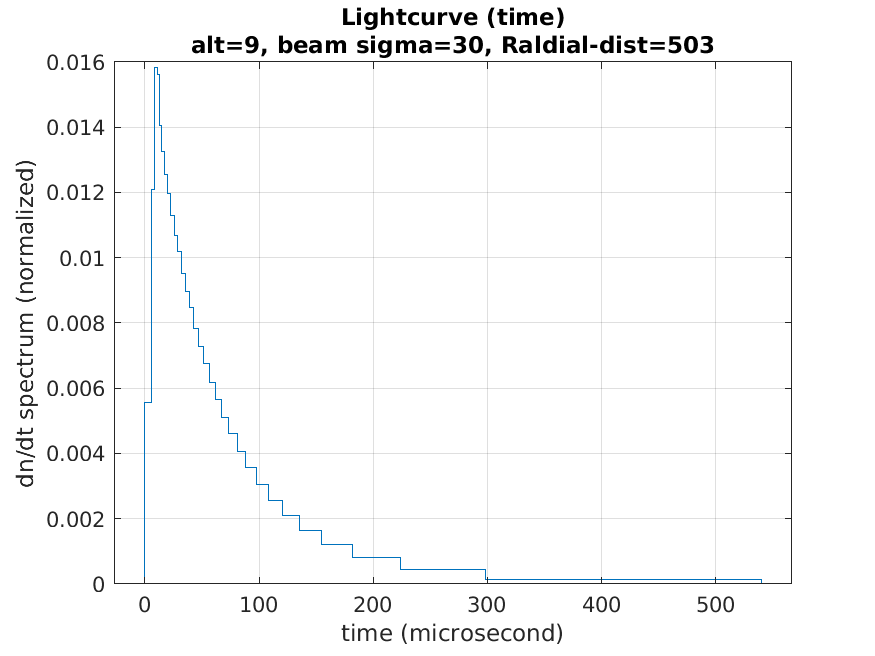 Lightcurve (time)
alt=9, beam sigma=30, Raldial-dist=503
dn/dt spectrum (normalized)
0.016
0.014
0.012
0.01
0.008
0.006
0.004
0.002
0
0 100 200 300 400 500
time (microsecond)